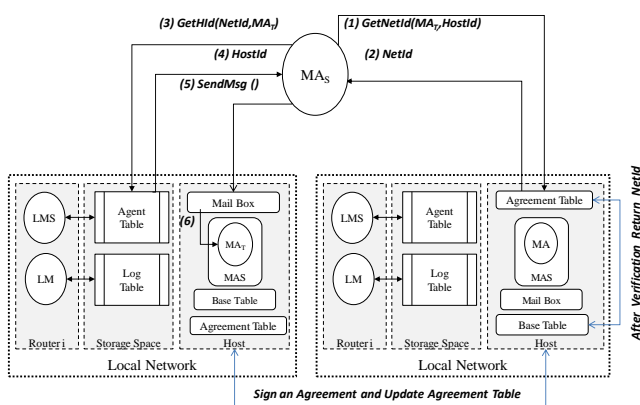 (3) GetHId(NetId,MAT)
(1) GetNetId(MAT,HostId)
(4) HostId
(2) NetId
(5) SendMsg ()
MAS
LMS
Agent Table
Mail Box
(6)
MAT
MAS
LM
Log Table
Base Table
Agreement Table
Router i
Storage Space
Host
Local Network
LMS
Agent Table
Agreement Table
MA
MAS
LM
Log Table
Mail Box
Base Table
Router i
Storage Space
Host
Local Network
After Verification Return NetId
Sign an Agreement and Update Agreement Table